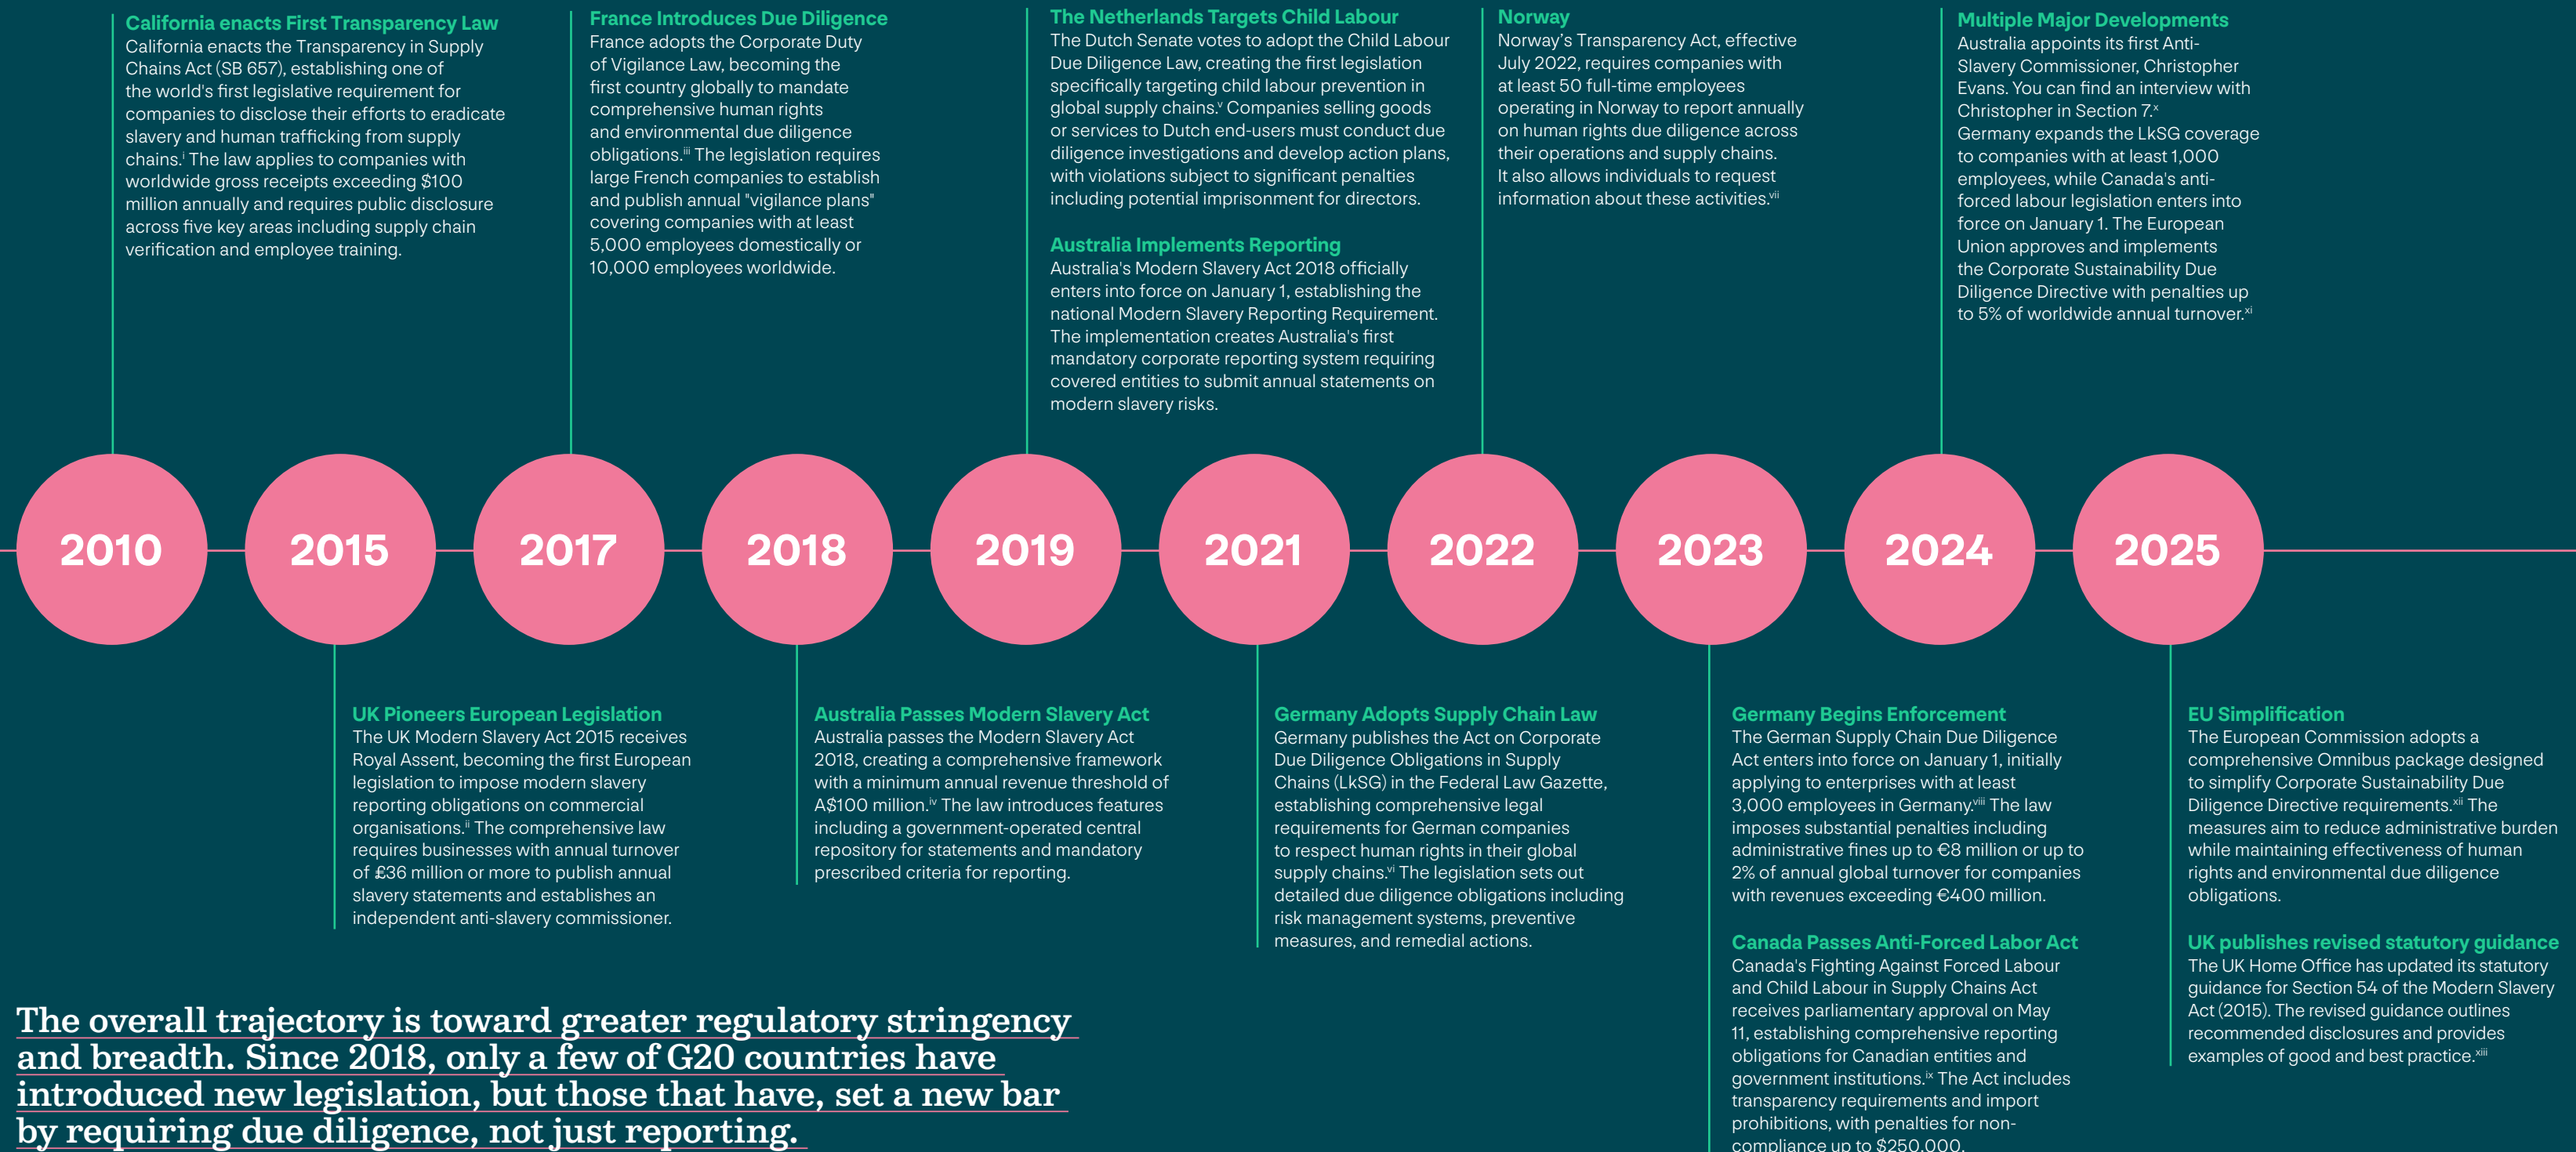 California enacts First Transparency Law
California enacts the Transparency in Supply
Chains Act (SB 657), establishing one of
the world's first legislative requirement for
companies to disclose their efforts to eradicate
slavery and human trafficking from supply
chains.ⁱ The law applies to companies with
worldwide gross receipts exceeding $100
million annually and requires public disclosure
across five key areas including supply chain
verification and employee training.
France Introduces Due Diligence
France adopts the Corporate Duty
of Vigilance Law, becoming the
first country globally to mandate
comprehensive human rights
and environmental due diligence
obligations.ⁱⁱⁱ The legislation requires
large French companies to establish
and publish annual "vigilance plans"
covering companies with at least
5,000 employees domestically or
10,000 employees worldwide.
The Netherlands Targets Child Labour
The Dutch Senate votes to adopt the Child Labour
Due Diligence Law, creating the first legislation
specifically targeting child labour prevention in
global supply chains.ᵛ Companies selling goods
or services to Dutch end-users must conduct due
diligence investigations and develop action plans,
with violations subject to significant penalties
including potential imprisonment for directors.
Australia Implements Reporting
Australia's Modern Slavery Act 2018 officially
enters into force on January 1, establishing the
national Modern Slavery Reporting Requirement.
The implementation creates Australia's first
mandatory corporate reporting system requiring
covered entities to submit annual statements on
modern slavery risks.
Norway
Norway’s Transparency Act, effective
July 2022, requires companies with
at least 50 full-time employees
operating in Norway to report annually
on human rights due diligence across
their operations and supply chains.
It also allows individuals to request
information about these activities.ᵛⁱⁱ
Multiple Major Developments
Australia appoints its first Anti-
Slavery Commissioner, Christopher
Evans. You can find an interview with
Christopher in Section 7.ˣ
Germany expands the LkSG coverage
to companies with at least 1,000
employees, while Canada's anti-
forced labour legislation enters into
force on January 1. The European
Union approves and implements
the Corporate Sustainability Due
Diligence Directive with penalties up
to 5% of worldwide annual turnover.ˣⁱ
2010
2015
2017
2018
2019
2021
2022
2023
2024
2025
UK Pioneers European Legislation
The UK Modern Slavery Act 2015 receives
Royal Assent, becoming the first European
legislation to impose modern slavery
reporting obligations on commercial
organisations.ⁱⁱ The comprehensive law
requires businesses with annual turnover
of £36 million or more to publish annual
slavery statements and establishes an
independent anti-slavery commissioner.
Australia Passes Modern Slavery Act
Australia passes the Modern Slavery Act
2018, creating a comprehensive framework
with a minimum annual revenue threshold of
A$100 million.ⁱᵛ The law introduces features
including a government-operated central
repository for statements and mandatory
prescribed criteria for reporting.
Germany Adopts Supply Chain Law
Germany publishes the Act on Corporate
Due Diligence Obligations in Supply
Chains (LkSG) in the Federal Law Gazette,
establishing comprehensive legal
requirements for German companies
to respect human rights in their global
supply chains.ᵛⁱ The legislation sets out
detailed due diligence obligations including
risk management systems, preventive
measures, and remedial actions.
Germany Begins Enforcement
The German Supply Chain Due Diligence
Act enters into force on January 1, initially
applying to enterprises with at least
3,000 employees in Germany.ᵛⁱⁱⁱ The law
imposes substantial penalties including
administrative fines up to €8 million or up to
2% of annual global turnover for companies
with revenues exceeding €400 million.
Canada Passes Anti-Forced Labor Act
Canada's Fighting Against Forced Labour
and Child Labour in Supply Chains Act
receives parliamentary approval on May
11, establishing comprehensive reporting
obligations for Canadian entities and
government institutions.ⁱˣ The Act includes
transparency requirements and import
prohibitions, with penalties for non-
compliance up to $250,000.
EU Simplification
The European Commission adopts a
comprehensive Omnibus package designed
to simplify Corporate Sustainability Due
Diligence Directive requirements.ˣⁱⁱ The
measures aim to reduce administrative burden
while maintaining effectiveness of human
rights and environmental due diligence
obligations.
UK publishes revised statutory guidance
The UK Home Office has updated its statutory
guidance for Section 54 of the Modern Slavery
Act (2015). The revised guidance outlines
recommended disclosures and provides
examples of good and best practice.ˣⁱⁱⁱ
The overall trajectory is toward greater regulatory stringency
and breadth. Since 2018, only a few of G20 countries have
introduced new legislation, but those that have, set a new bar
by requiring due diligence, not just reporting.